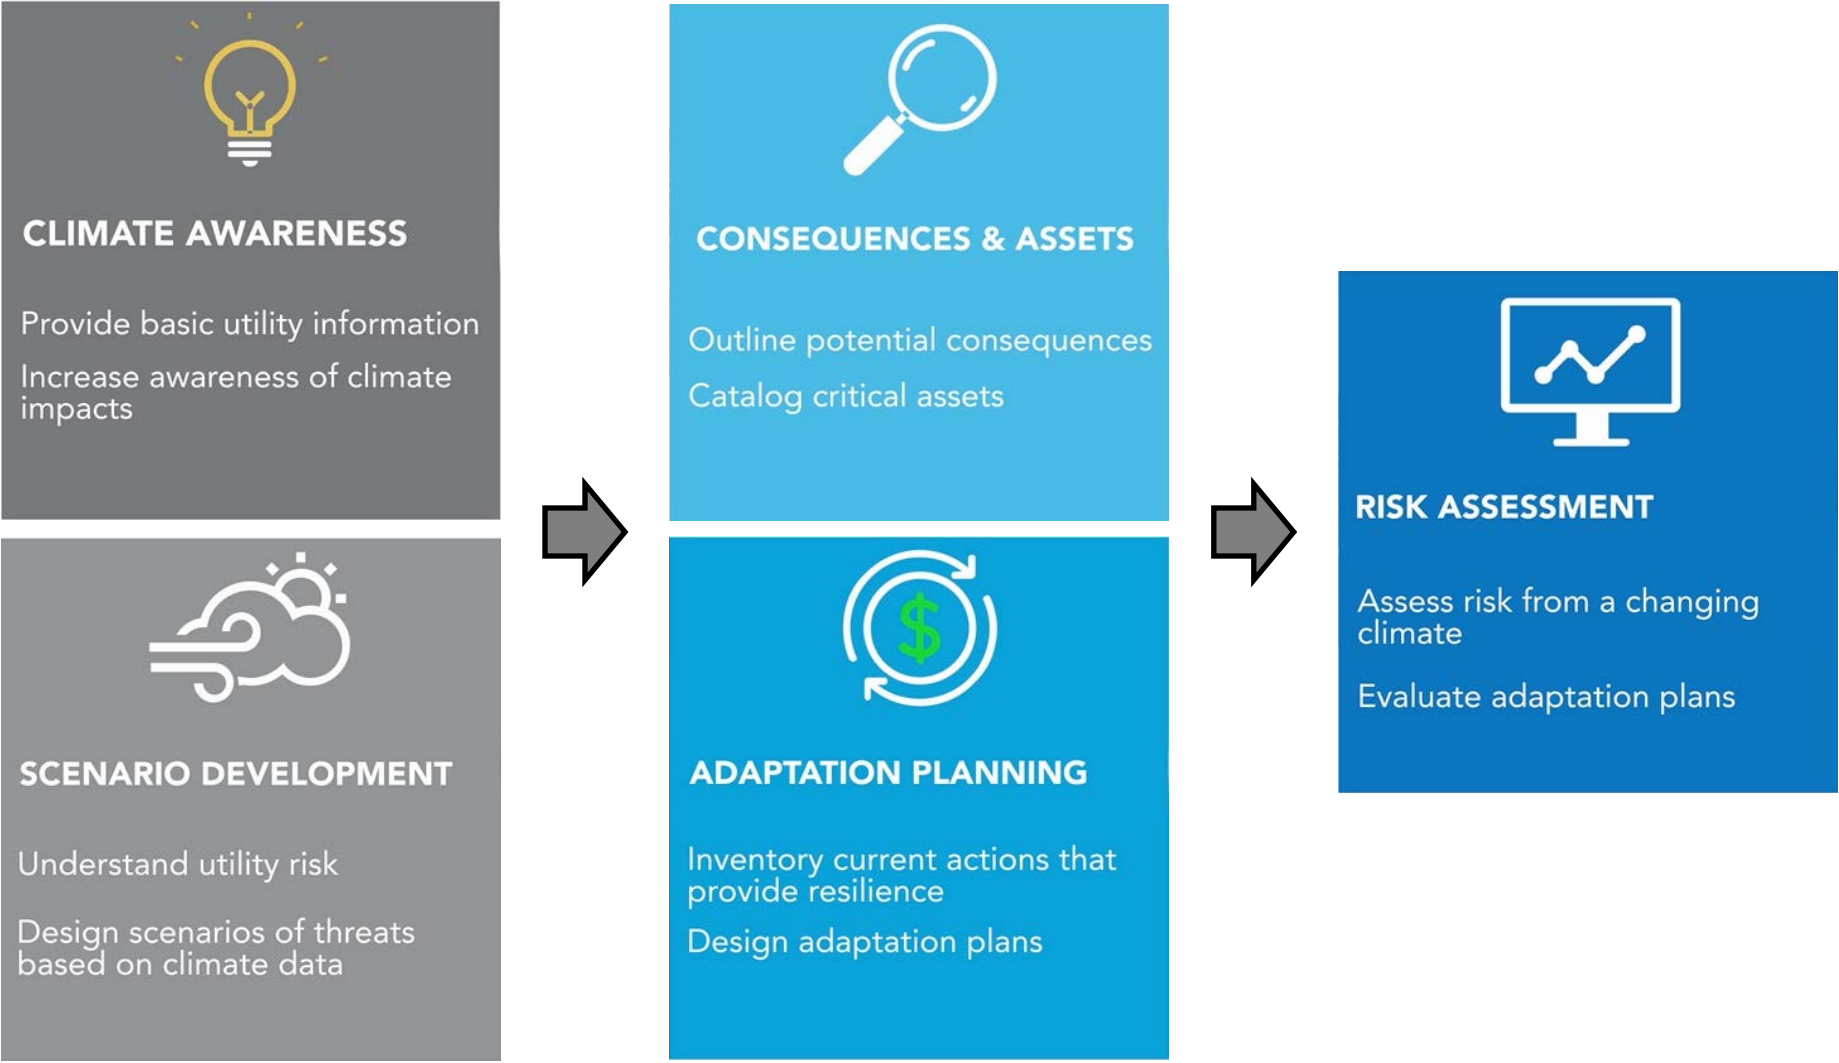 CLIMATE AWARENESS
Provide basic utility information
Increase awareness of climate
impacts
SCENARIO DEVELOPMENT
Understand utility risk
Design scenarios of threats
based on climate data
CONSEQUENCES & ASSETS
Outline potential consequences
Catalog critical assets
$
ADAPTATION PLANNING
Inventory current actions that
provide resilience
Design adaptation plans
RISK ASSESSMENT
Assess risk from a changing
climate
Evaluate adaptation plans